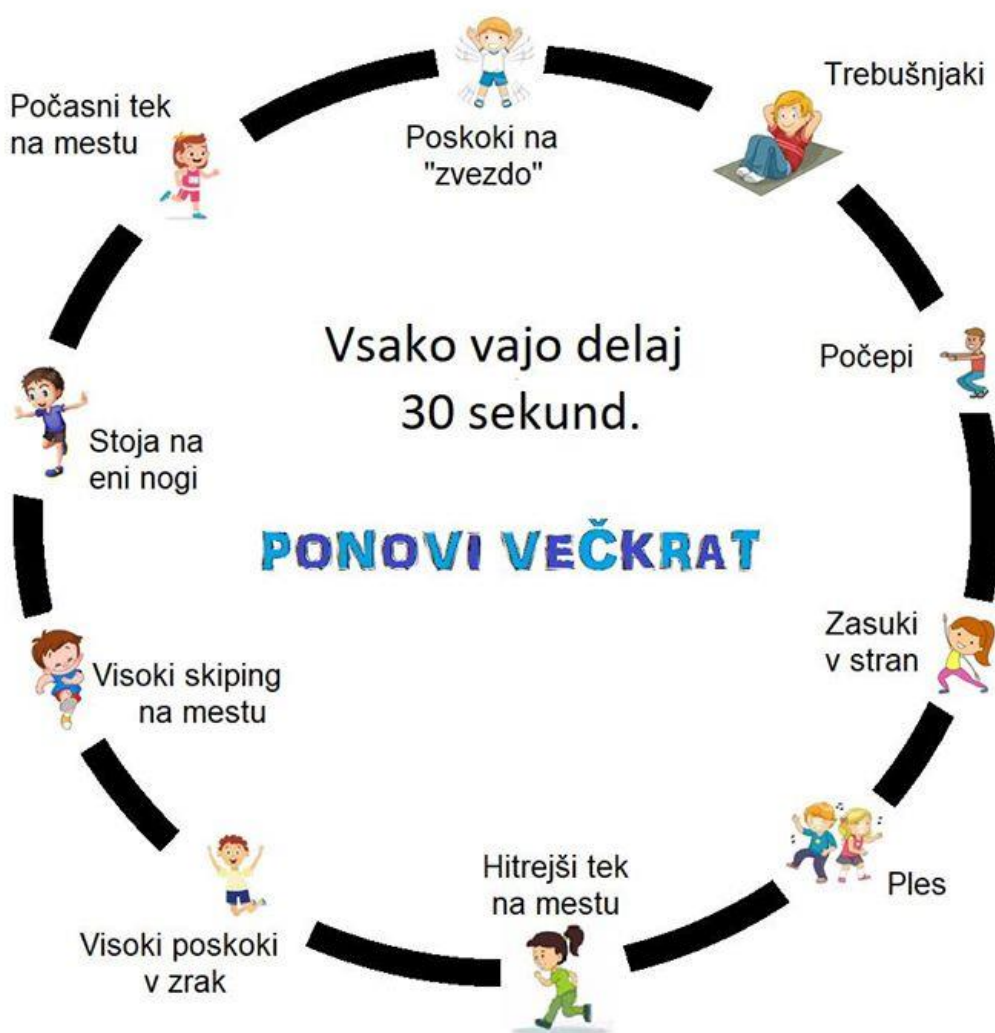 Poskoki na
"zvezdo"
Trebušnjaki
Počepi
Zasuki
v stran
Ples
Hitrejši tek
na mestu
Visoki poskoki
v zrak
Visoki skiping
na mestu
Stoja na
eni nogi
Počasni tek
na mestu
Vsako vajo delaj
30 sekund.
PONOVI VEČKRAT